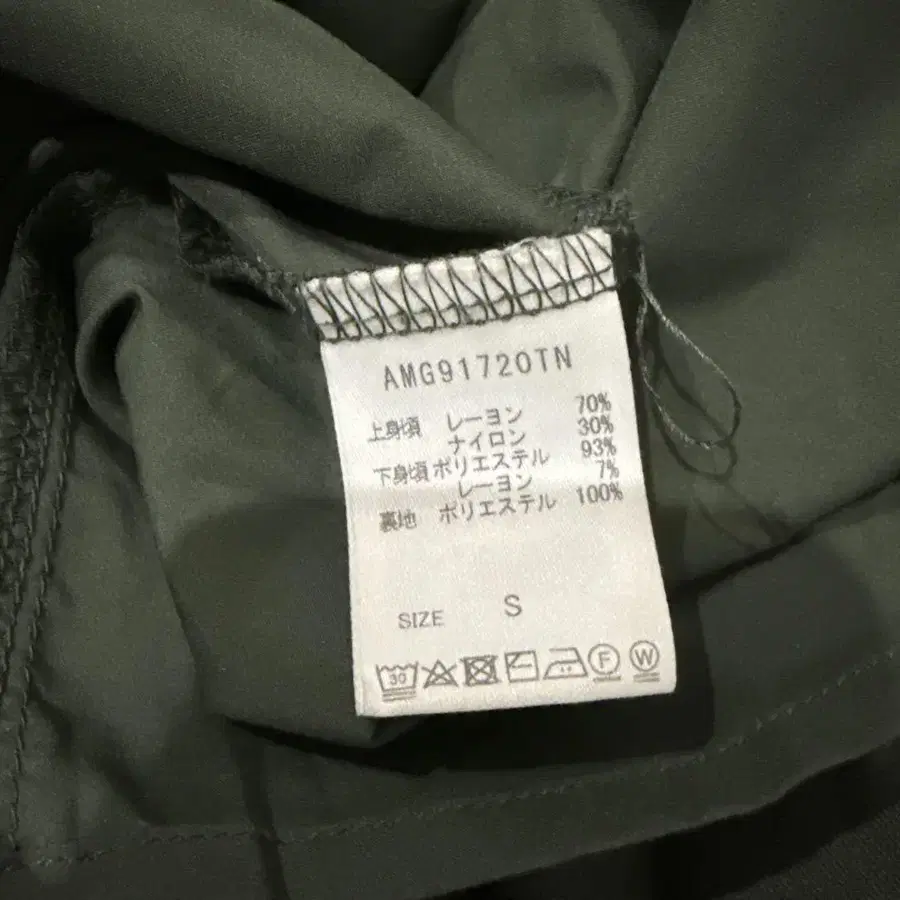 AMG91720TN
上身頃 レーヨン 70%
ナイロン 30%
下身頃 ポリエステル 93%
レーヨン 7%
裏地 ポリエステル 100%
SIZE S
30 F W